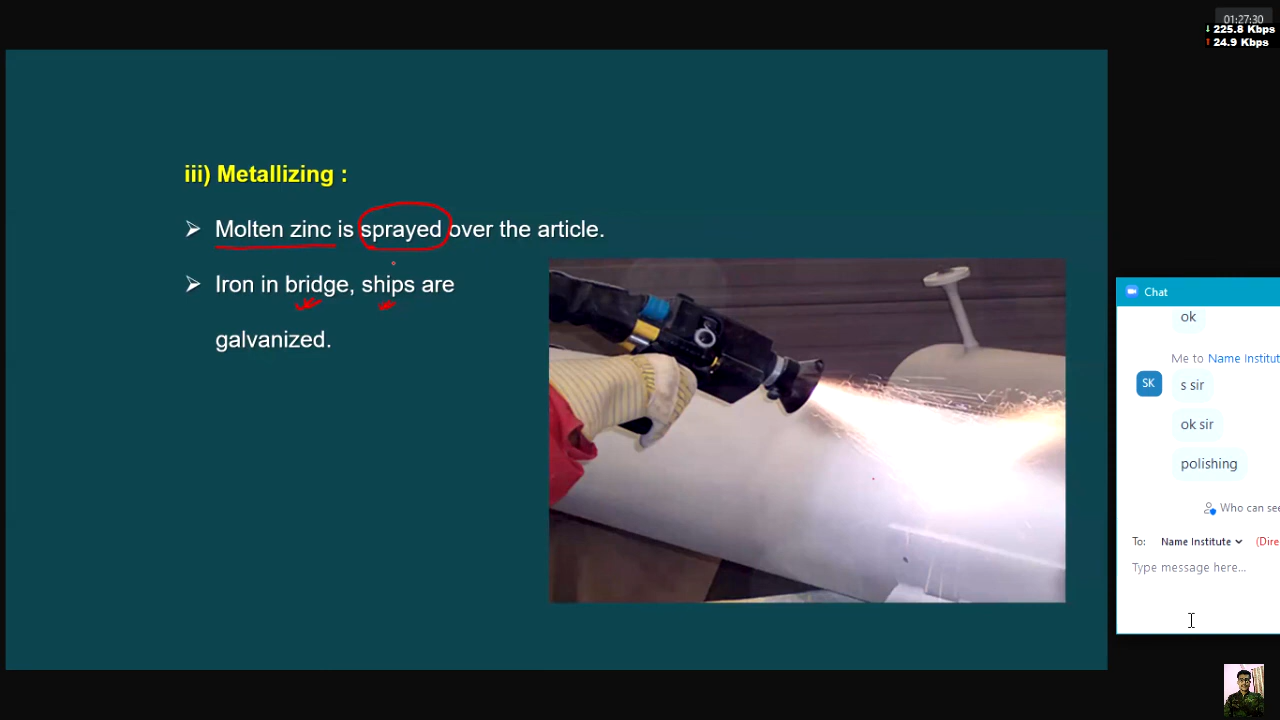 01:27:30
↓ 225.8 Kbps
↑ 24.9 Kbps
iii) Metallizing :
➢ Molten zinc is sprayed over the article.
➢ Iron in bridge, ships are
galvanized.
Chat
ok
Me to Name Institut
SK
s sir
ok sir
polishing
Who can see
To: Name Institute (Dire
Type message here...